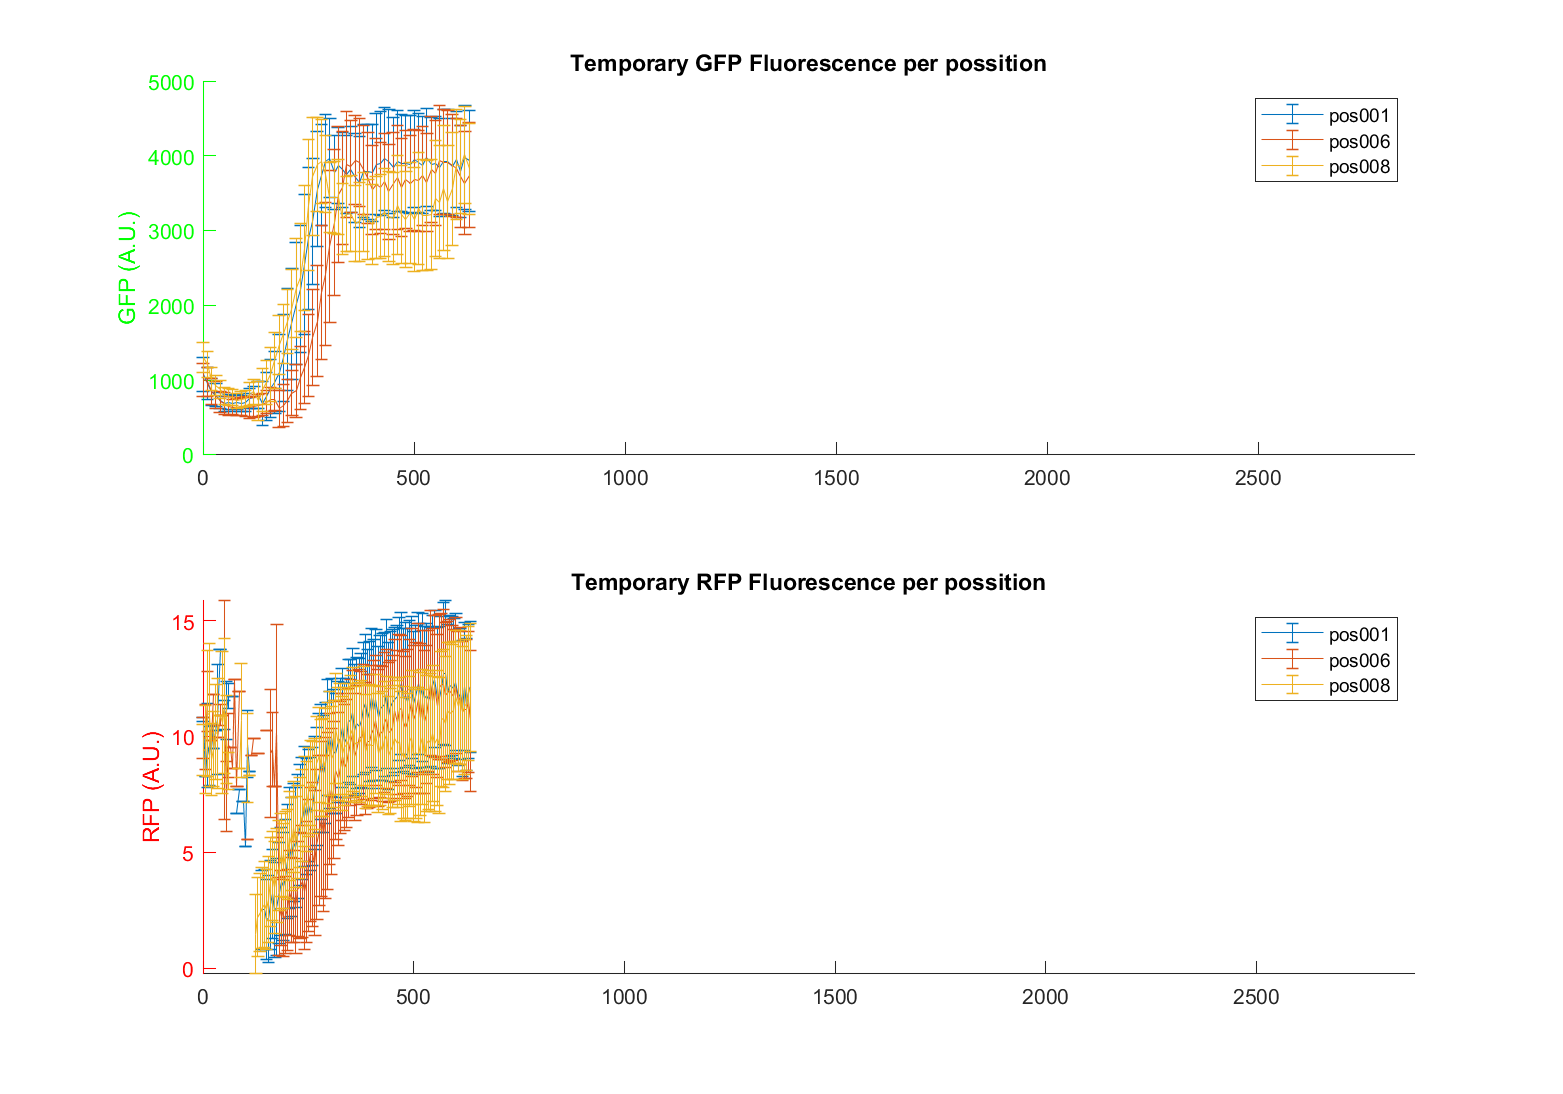 Temporary GFP Fluorescence per possition
5000
4000
3000
2000
1000
0
GFP (A.U.)
0 500 1000 1500 2000 2500
pos001
pos006
pos008
Temporary RFP Fluorescence per possition
15
10
5
0
RFP (A.U.)
0 500 1000 1500 2000 2500
pos001
pos006
pos008